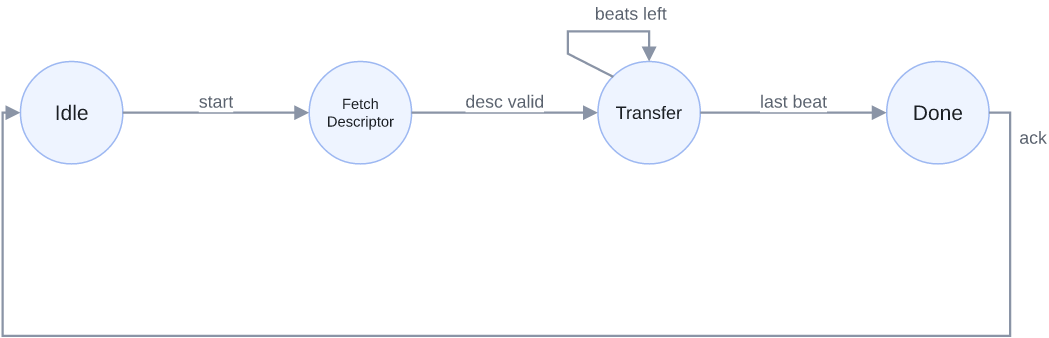 beats left
Idle
start
Fetch
Descriptor
desc valid
Transfer
last beat
Done
ack